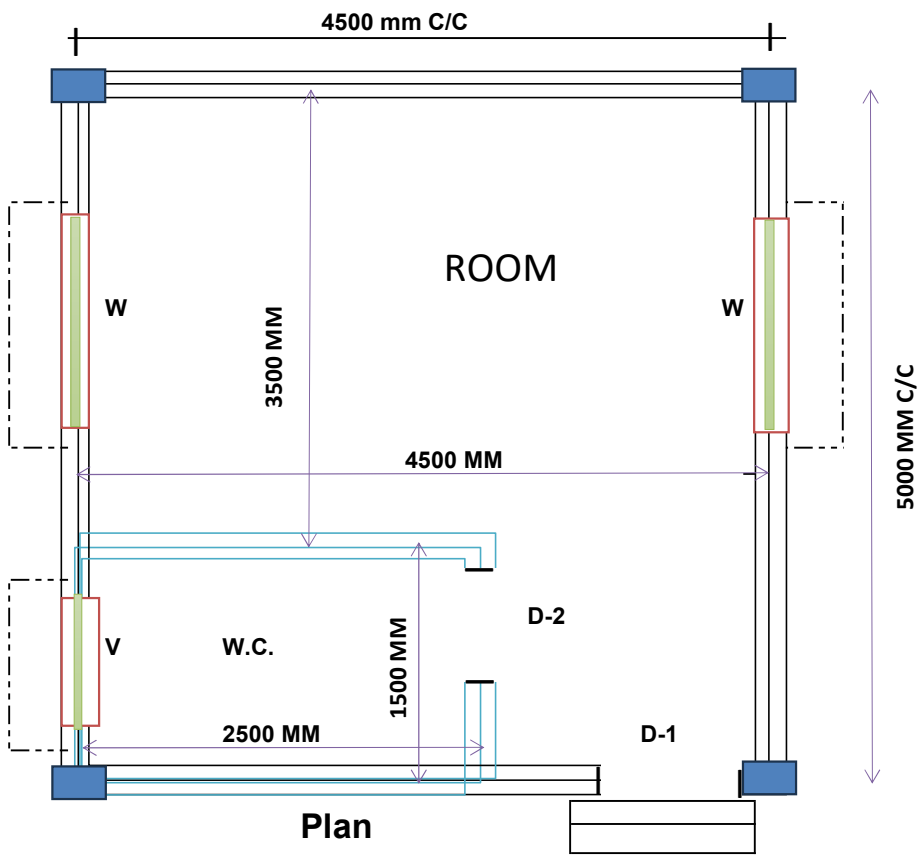 4500 mm C/C
ROOM
W
W
3500 MM
4500 MM
5000 MM C/C
D-2
V
W.C.
1500 MM
2500 MM
D-1
Plan